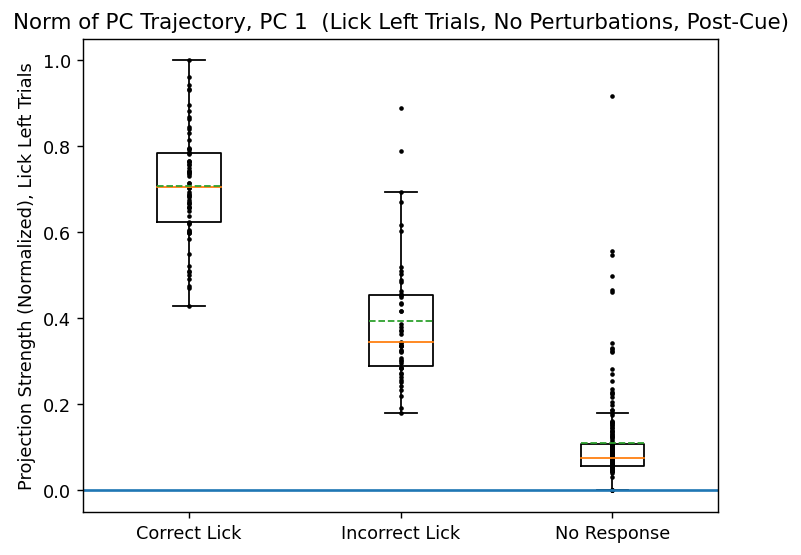 Norm of PC Trajectory, PC 1  (Lick Left Trials, No Perturbations, Post-Cue)
Projection Strength (Normalized), Lick Left Trials
1.0
0.8
0.6
0.4
0.2
0.0
Correct Lick
Incorrect Lick
No Response